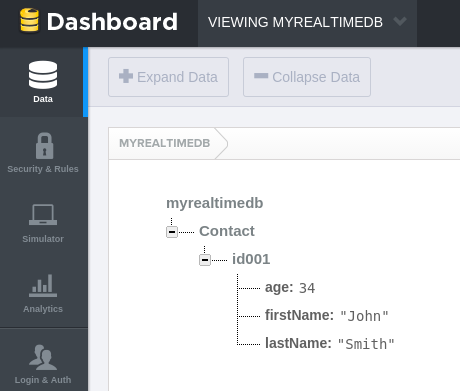 Dashboard VIEWING MYREALTIMEDB
Expand Data Collapse Data
Data
MYREALTIMEDB
Security & Rules
myrealtimedb
Contact
Simulator
id001
age: 34
Analytics
firstName: "John"
lastName: "Smith"
Login & Auth